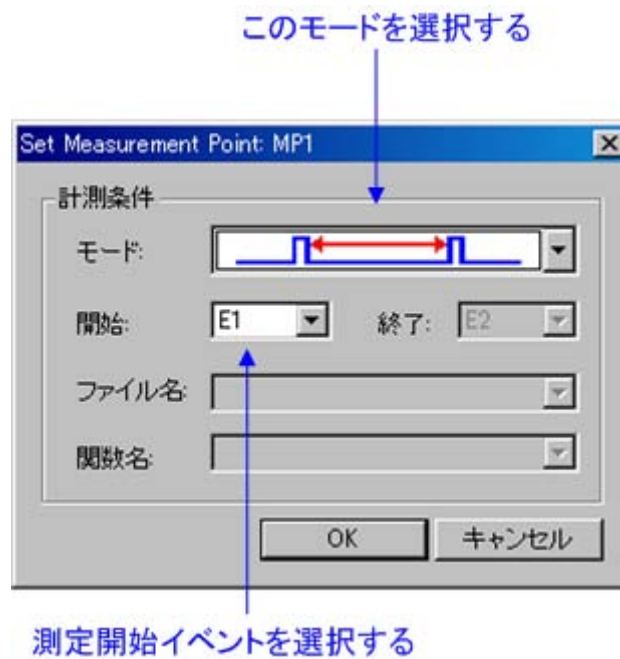 このモードを選択する
Set Measurement Point: MP1
計測条件
モード:
開始: E1 終了: E2
ファイル名:
関数名:
OK キャンセル
測定開始イベントを選択する